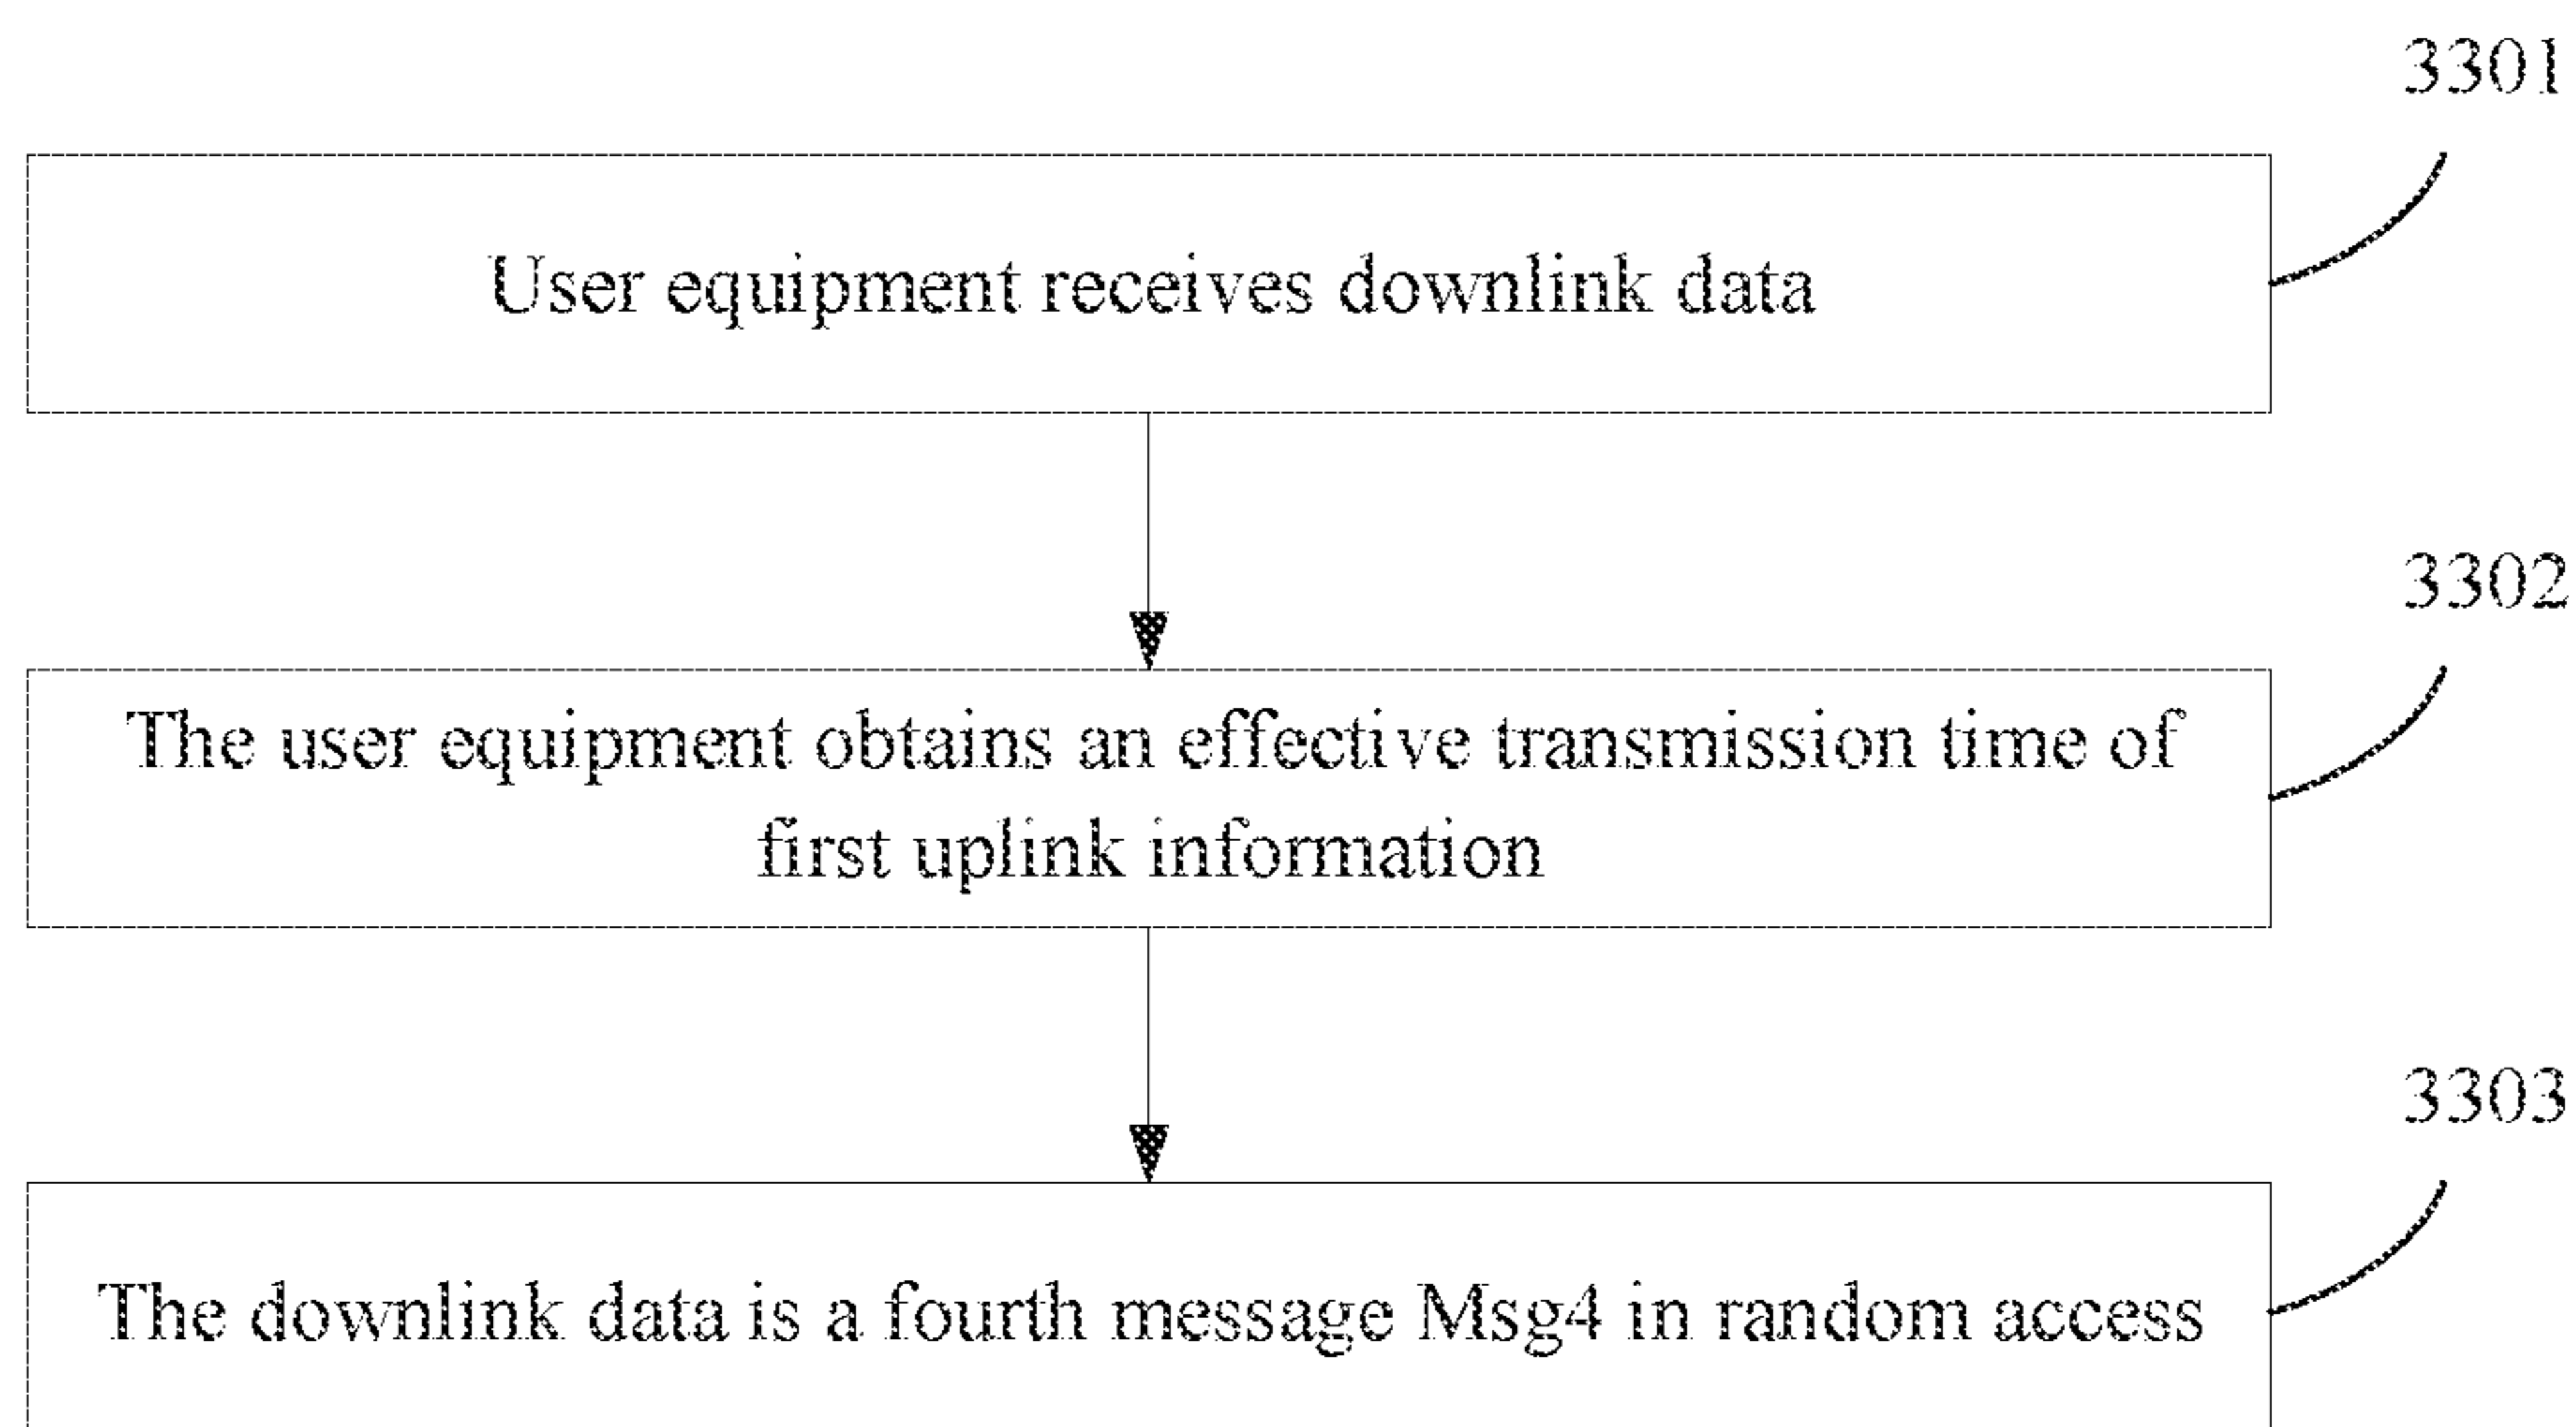 3301
User equipment receives downlink data
3302
The user equipment obtains an effective transmission time of
first uplink information
3303
The downlink data is a fourth message Msg4 in random access